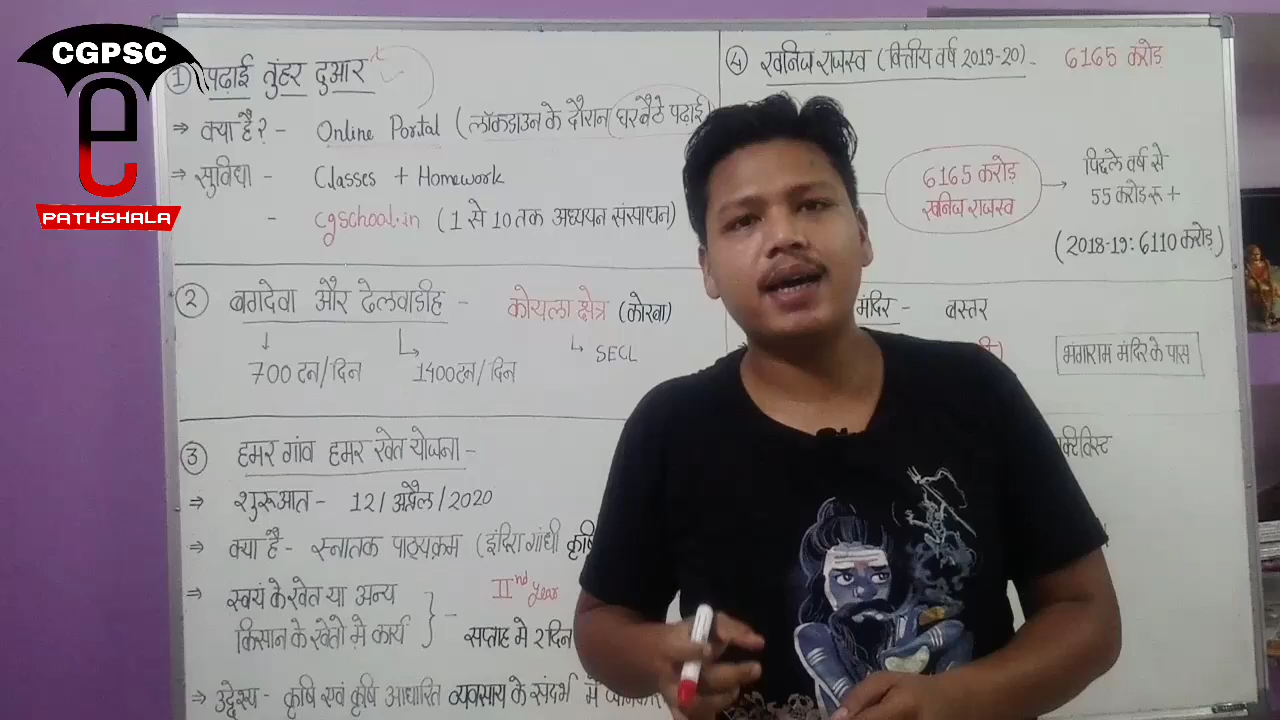 CGPSC
e
PATHSHALA
① पढ़ाई तुंहर दुआर
⇒ क्या है? - Online Portal (लॉकडाउन के दौरान घर बैठे पढ़ाई)
⇒ सुविधा - Classes + Homework
- cgschool.in (1 से 10 तक अध्ययन संसाधन)
② बगदेवा और ढेलवाडीह - कोयला क्षेत्र (कोरबा)
↓ ↳ ↳ SECL
700 टन/दिन 1400टन/दिन
③ हमर गांव हमर खेत योजना -
⇒ शुरूआत - 12/अप्रैल/2020
⇒ क्या है - स्नातक पाठ्यक्रम (इंदिरा गांधी कृषि
⇒ स्वयं के खेत या अन्य
किसान के खेतो मे कार्य } - IInd Year
सप्ताह मे 2 दिन
⇒ उद्देश्य - कृषि एवं कृषि आधारित व्यवसाय के संदर्भ में
④ खनिज राजस्व (वित्तीय वर्ष 2019-20) - 6165 करोड़
6165 करोड़
खनिज राजस्व
→ पिछले वर्ष से
55 करोड रू +
(2018-19: 6110 करोड़)
मंदिर - बस्तर
भंगाराम मंदिर के पास